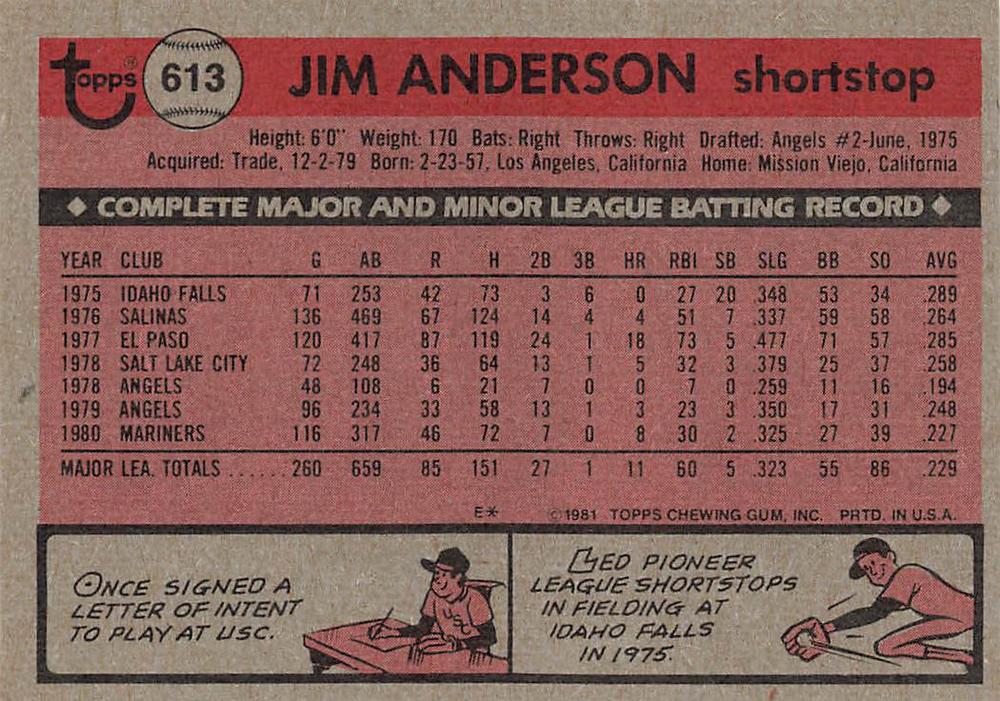 topps® 613 JIM ANDERSON shortstop
Height: 6'0" Weight: 170 Bats: Right Throws: Right Drafted: Angels #2-June, 1975
Acquired: Trade, 12-2-79 Born: 2-23-57, Los Angeles, California Home: Mission Viejo, California
◆ COMPLETE MAJOR AND MINOR LEAGUE BATTING RECORD ◆
YEAR CLUB G AB R H 2B 3B HR RBI SB SLG BB SO AVG
1975 IDAHO FALLS 71 253 42 73 3 6 0 27 20 .348 53 34 .289
1976 SALINAS 136 469 67 124 14 4 4 51 7 .337 59 58 .264
1977 EL PASO 120 417 87 119 24 1 18 73 5 .477 71 57 .285
1978 SALT LAKE CITY 72 248 36 64 13 1 5 32 3 .379 25 37 .258
1978 ANGELS 48 108 6 21 7 0 0 7 0 .259 11 16 .194
1979 ANGELS 96 234 33 58 13 1 3 23 3 .350 17 31 .248
1980 MARINERS 116 317 46 72 7 0 8 30 2 .325 27 39 .227
MAJOR LEA. TOTALS ...... 260 659 85 151 27 1 11 60 5 .323 55 86 .229
E* ©1981 TOPPS CHEWING GUM, INC. PRTD. IN U.S.A.
ONCE SIGNED A
LETTER OF INTENT
TO PLAY AT USC.
USC
LED PIONEER
LEAGUE SHORTSTOPS
IN FIELDING AT
IDAHO FALLS
IN 1975.